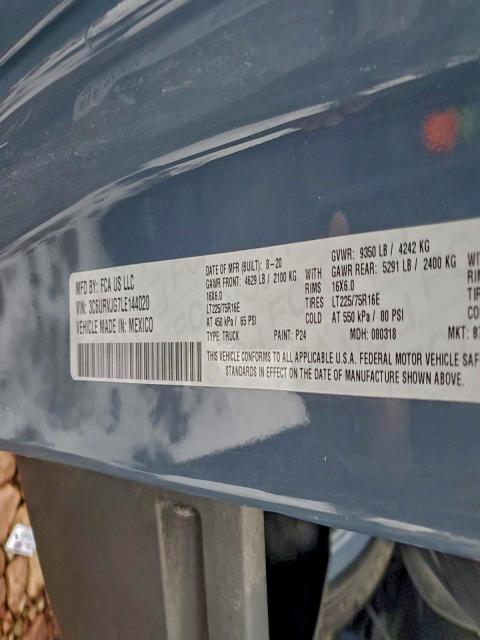 MFD BY: FCA US LLC
VIN: 3C6URVJG7LE144020
VEHICLE MADE IN: MEXICO
DATE OF MFR (BUILT): 8-20
GAWR FRONT: 4629 LB / 2100 KG WITH
16X6.0 RIMS
LT225/75R16E TIRES
AT 450 kPa/ 65 PSI COLD
TYPE: TRUCK PAINT: P24
GVWR: 9350 LB / 4242 KG
GAWR REAR: 5291 LB / 2400 KG WITH
16X6.0
LT225/75R16E
AT 550 kPa / 80 PSI
MDH: 080318 MKT:
THIS VEHICLE CONFORMS TO ALL APPLICABLE U.S.A. FEDERAL MOTOR VEHICLE SAF
STANDARDS IN EFFECT ON THE DATE OF MANUFACTURE SHOWN ABOVE.